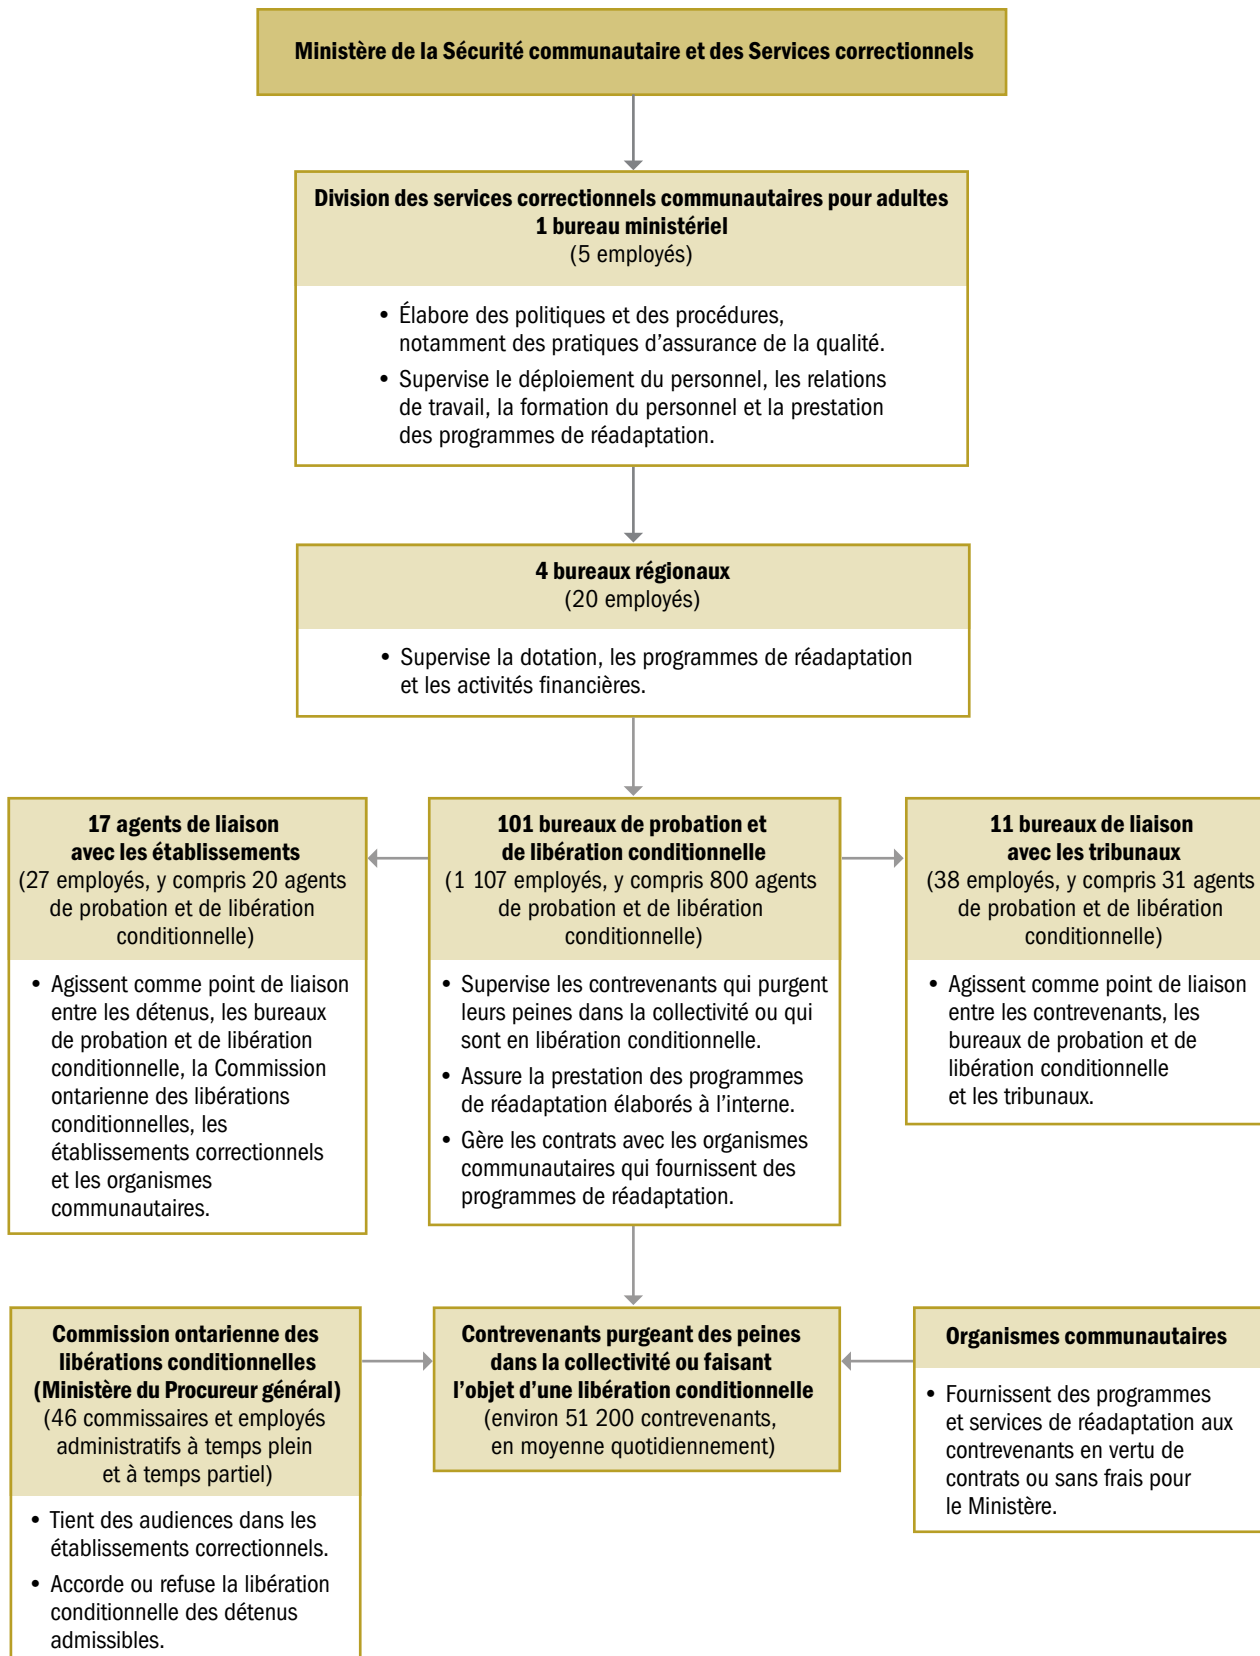 Ministère de la Sécurité communautaire et des Services correctionnels
Division des services correctionnels communautaires pour adultes
1 bureau ministériel
(5 employés)
• Élabore des politiques et des procédures,
notamment des pratiques d’assurance de la qualité.
• Supervise le déploiement du personnel, les relations
de travail, la formation du personnel et la prestation
des programmes de réadaptation.
4 bureaux régionaux
(20 employés)
• Supervise la dotation, les programmes de réadaptation
et les activités financières.
17 agents de liaison
avec les établissements
(27 employés, y compris 20 agents
de probation et de libération
conditionnelle)
• Agissent comme point de liaison
entre les détenus, les bureaux
de probation et de libération
conditionnelle, la Commission
ontarienne des libérations
conditionnelles, les
établissements correctionnels
et les organismes
communautaires.
101 bureaux de probation et
de libération conditionnelle
(1 107 employés, y compris 800 agents
de probation et de libération
conditionnelle)
• Supervise les contrevenants qui purgent
leurs peines dans la collectivité ou qui
sont en libération conditionnelle.
• Assure la prestation des programmes
de réadaptation élaborés à l’interne.
• Gère les contrats avec les organismes
communautaires qui fournissent des
programmes de réadaptation.
11 bureaux de liaison
avec les tribunaux
(38 employés, y compris 31 agents
de probation et de libération
conditionnelle)
• Agissent comme point de liaison
entre les contrevenants, les
bureaux de probation et de
libération conditionnelle
et les tribunaux.
Commission ontarienne des
libérations conditionnelles
(Ministère du Procureur général)
(46 commissaires et employés
administratifs à temps plein
et à temps partiel)
• Tient des audiences dans les
établissements correctionnels.
• Accorde ou refuse la libération
conditionnelle des détenus
admissibles.
Contrevenants purgeant des peines
dans la collectivité ou faisant
l’objet d’une libération conditionnelle
(environ 51 200 contrevenants,
en moyenne quotidiennement)
Organismes communautaires
• Fournissent des programmes
et services de réadaptation aux
contrevenants en vertu de
contrats ou sans frais pour
le Ministère.